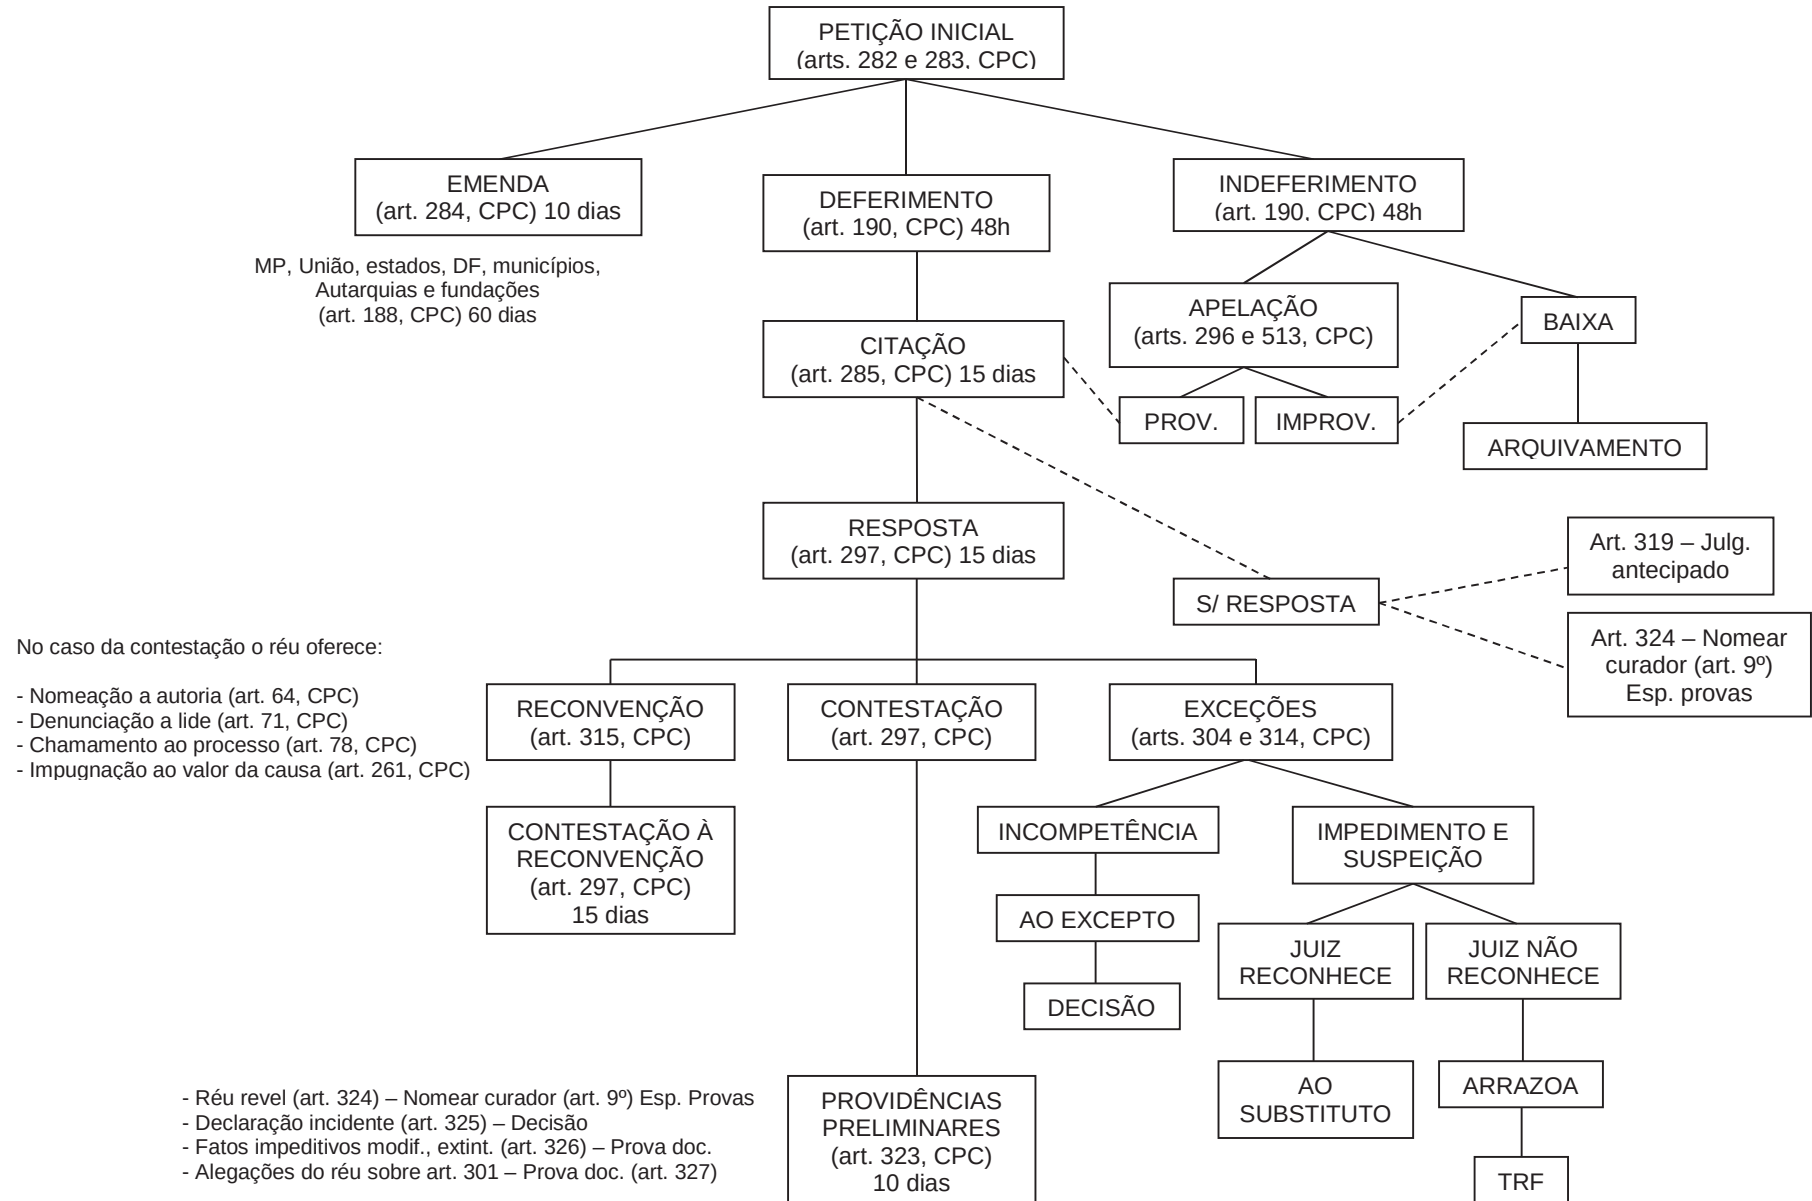 PETIÇÃO INICIAL
(arts. 282 e 283, CPC)
EMENDA
(art. 284, CPC) 10 dias
DEFERIMENTO
(art. 190, CPC) 48h
INDEFERIMENTO
(art. 190, CPC) 48h
MP, União, estados, DF, municípios,
Autarquias e fundações
(art. 188, CPC) 60 dias
APELAÇÃO
(arts. 296 e 513, CPC)
BAIXA
CITAÇÃO
(art. 285, CPC) 15 dias
PROV.
IMPROV.
ARQUIVAMENTO
RESPOSTA
(art. 297, CPC) 15 dias
S/ RESPOSTA
Art. 319 – Julg.
antecipado
Art. 324 – Nomear
curador (art. 9º)
Esp. provas
No caso da contestação o réu oferece:
- Nomeação a autoria (art. 64, CPC)
- Denunciação a lide (art. 71, CPC)
- Chamamento ao processo (art. 78, CPC)
- Impugnação ao valor da causa (art. 261, CPC)
RECONVENÇÃO
(art. 315, CPC)
CONTESTAÇÃO
(art. 297, CPC)
EXCEÇÕES
(arts. 304 e 314, CPC)
CONTESTAÇÃO À
RECONVENÇÃO
(art. 297, CPC)
15 dias
INCOMPETÊNCIA
IMPEDIMENTO E
SUSPEIÇÃO
AO EXCEPTO
JUIZ
RECONHECE
JUIZ NÃO
RECONHECE
DECISÃO
AO
SUBSTITUTO
ARRAZOA
TRF
- Réu revel (art. 324) – Nomear curador (art. 9º) Esp. Provas
- Declaração incidente (art. 325) – Decisão
- Fatos impeditivos modif., extint. (art. 326) – Prova doc.
- Alegações do réu sobre art. 301 – Prova doc. (art. 327)
PROVIDÊNCIAS
PRELIMINARES
(art. 323, CPC)
10 dias